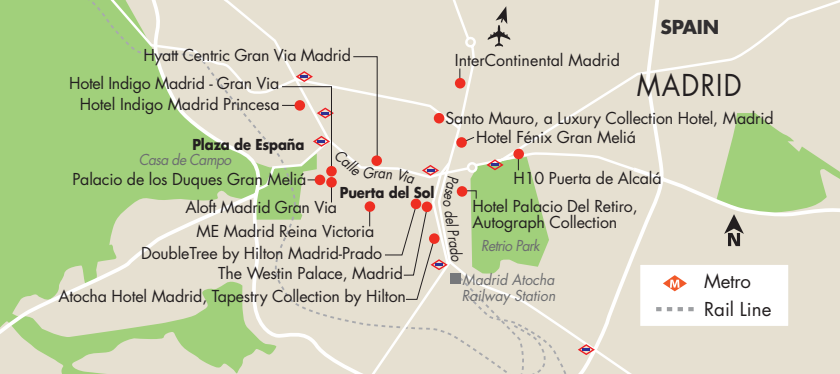 SPAIN
MADRID
Hyatt Centric Gran Via Madrid
InterContinental Madrid
Hotel Indigo Madrid - Gran Via
Hotel Indigo Madrid Princesa
Santo Mauro, a Luxury Collection Hotel, Madrid
Hotel Fénix Gran Meliá
Plaza de España
Casa de Campo
Calle Gran Via
Palacio de los Duques Gran Meliá
H10 Puerta de Alcalá
Puerta del Sol
Paseo del Prado
Aloft Madrid Gran Via
Hotel Palacio Del Retiro,
Autograph Collection
ME Madrid Reina Victoria
Retrio Park
N
DoubleTree by Hilton Madrid-Prado
The Westin Palace, Madrid
Madrid Atocha
Railway Station
Atocha Hotel Madrid, Tapestry Collection by Hilton
M
Metro
Rail Line